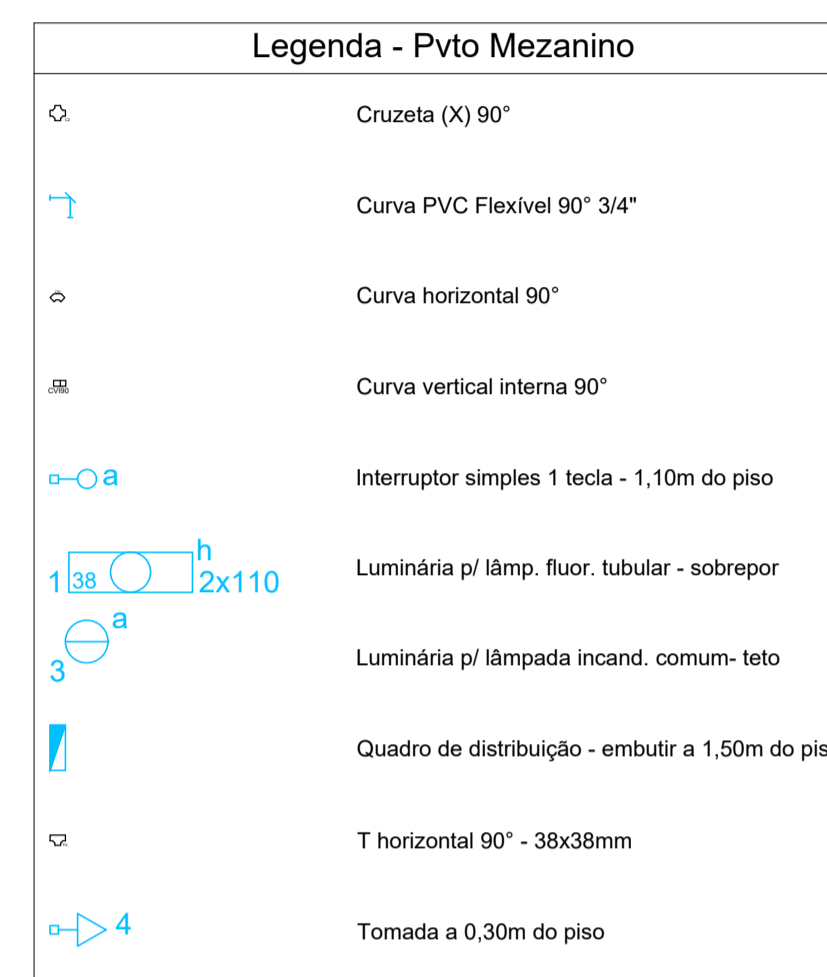 Legenda - Pvto Mezanino
Cruzeta (X) 90°
Curva PVC Flexível 90° 3/4"
Curva horizontal 90°
CVI90 Curva vertical interna 90°
a Interruptor simples 1 tecla - 1,10m do piso
h
1 38 2x110 Luminária p/ lâmp. fluor. tubular - sobrepor
a
3 Luminária p/ lâmpada incand. comum- teto
Quadro de distribuição - embutir a 1,50m do pis
T horizontal 90° - 38x38mm
4 Tomada a 0,30m do piso